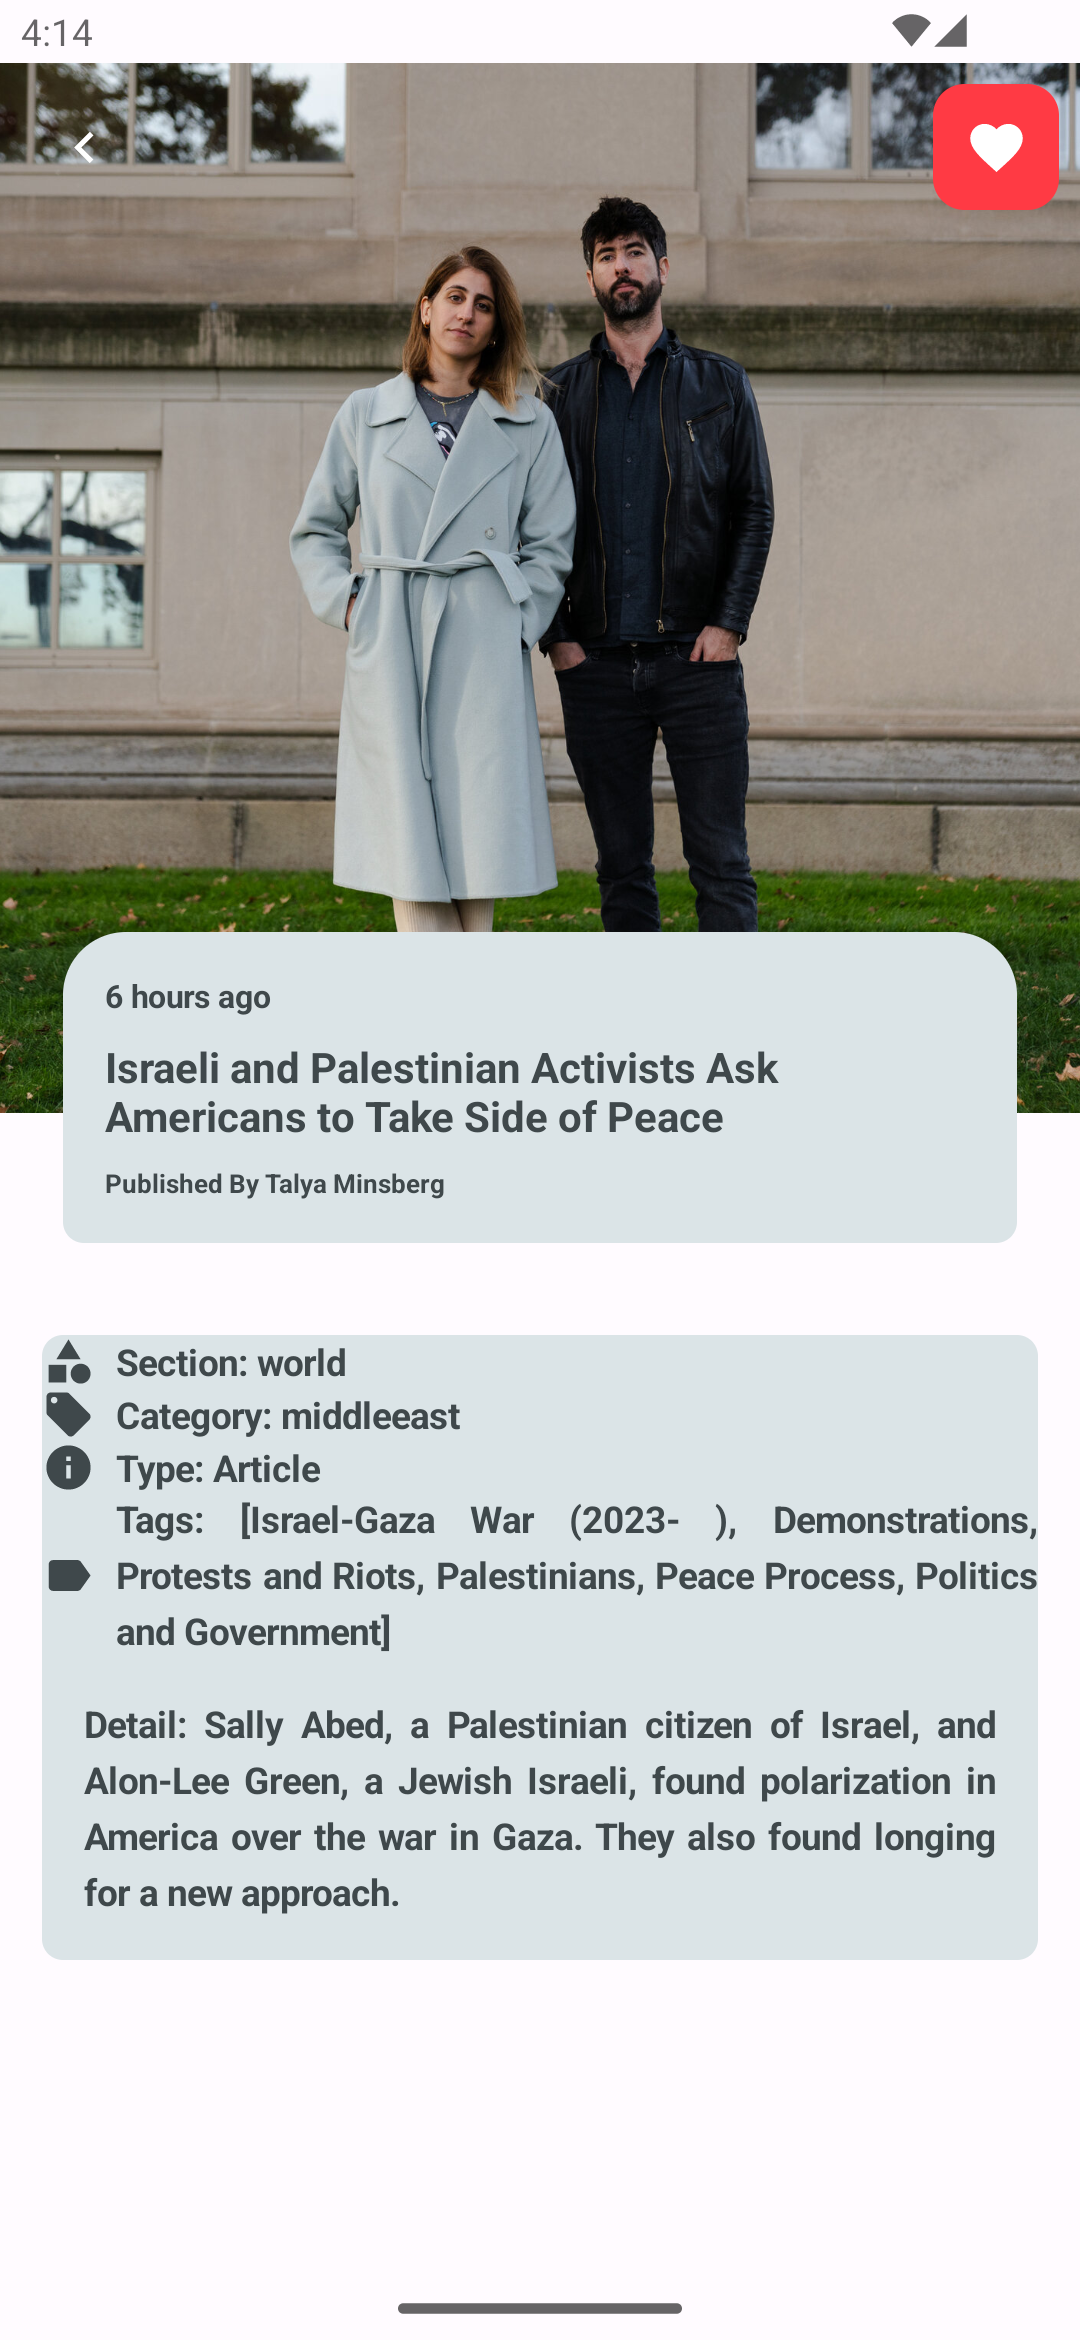 4:14
6 hours ago
Israeli and Palestinian Activists Ask
Americans to Take Side of Peace
Published By Talya Minsberg
Section: world
Category: middleeast
Type: Article
Tags: [Israel-Gaza War (2023- ), Demonstrations,
Protests and Riots, Palestinians, Peace Process, Politics
and Government]
Detail: Sally Abed, a Palestinian citizen of Israel, and
Alon-Lee Green, a Jewish Israeli, found polarization in
America over the war in Gaza. They also found longing
for a new approach.